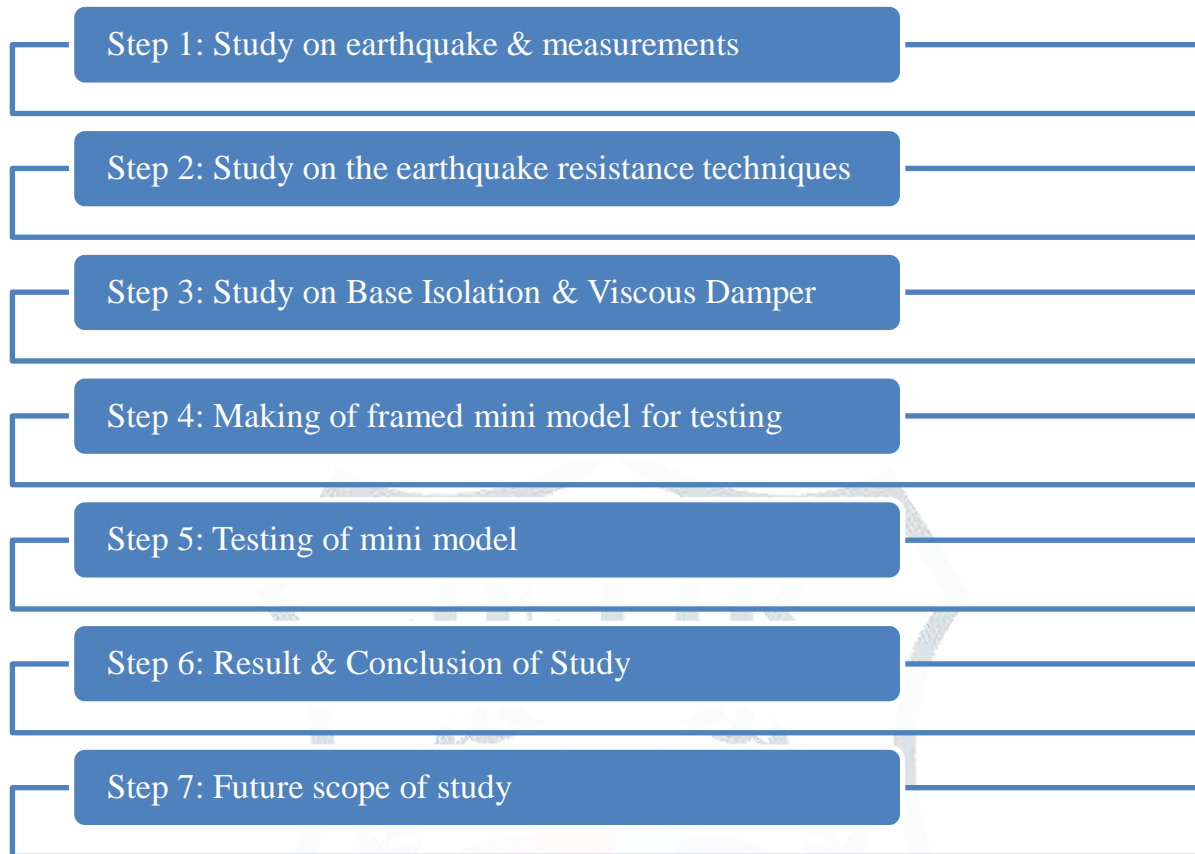 Step 1: Study on earthquake & measurements
Step 2: Study on the earthquake resistance techniques
Step 3: Study on Base Isolation & Viscous Damper
Step 4: Making of framed mini model for testing
Step 5: Testing of mini model
Step 6: Result & Conclusion of Study
Step 7: Future scope of study